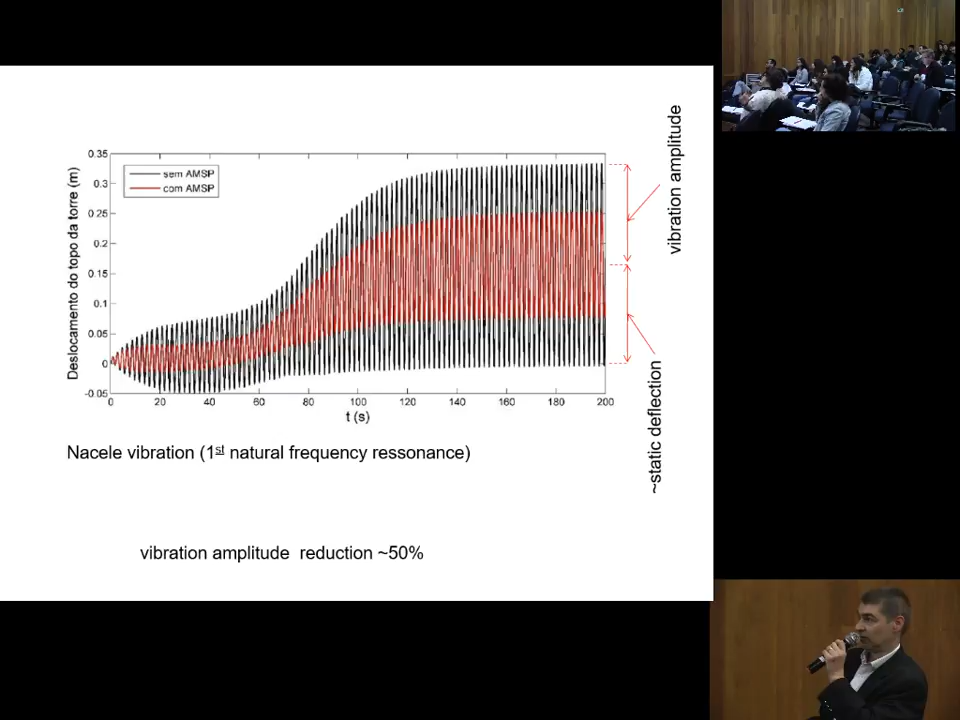 sem AMSP
com AMSP
Deslocamento do topo da torre (m)
0.35
0.3
0.25
0.2
0.15
0.1
0.05
0
-0.05
0 20 40 60 80 100 120 140 160 180 200
t (s)
vibration amplitude
~static deflection
Nacele vibration (1st natural frequency ressonance)
vibration amplitude reduction ~50%